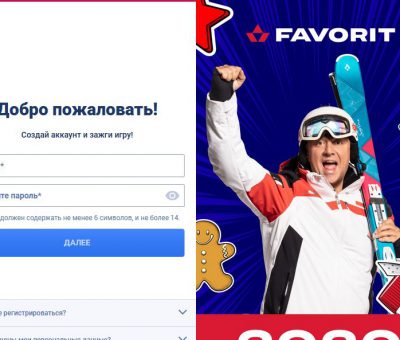 Добро пожаловать!
Создай аккаунт и зажги игру!
*
те пароль*
должен содержать не менее 6 символов, и не более 14
ДАЛЕЕ
е регистрироваться?
FAVORIT